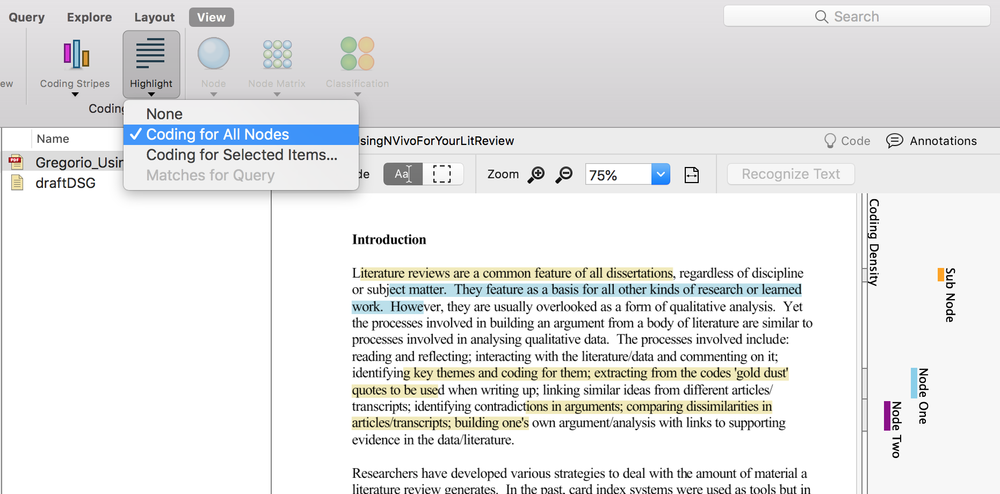 Query Explore Layout View
Search
ew Coding Stripes Highlight Node Node Matrix Classification
Coding
None
Coding for All Nodes
Coding for Selected Items...
Matches for Query
Name
Gregorio_Usin
draftDSG
singNVivoForYourLitReview
Code Annotations
de Aa Zoom 75% Recognize Text
Introduction
Literature reviews are a common feature of all dissertations, regardless of discipline
or subject matter. They feature as a basis for all other kinds of research or learned
work. However, they are usually overlooked as a form of qualitative analysis. Yet
the processes involved in building an argument from a body of literature are similar to
processes involved in analysing qualitative data. The processes involved include:
reading and reflecting; interacting with the literature/data and commenting on it;
identifying key themes and coding for them; extracting from the codes 'gold dust'
quotes to be used when writing up; linking similar ideas from different articles/
transcripts; identifying contradictions in arguments; comparing dissimilarities in
articles/transcripts; building one's own argument/analysis with links to supporting
evidence in the data/literature.
Researchers have developed various strategies to deal with the amount of material a
literature review generates. In the past, card index systems were used as tools but in
Coding Density
Sub Node
Node One
Node Two
PDF